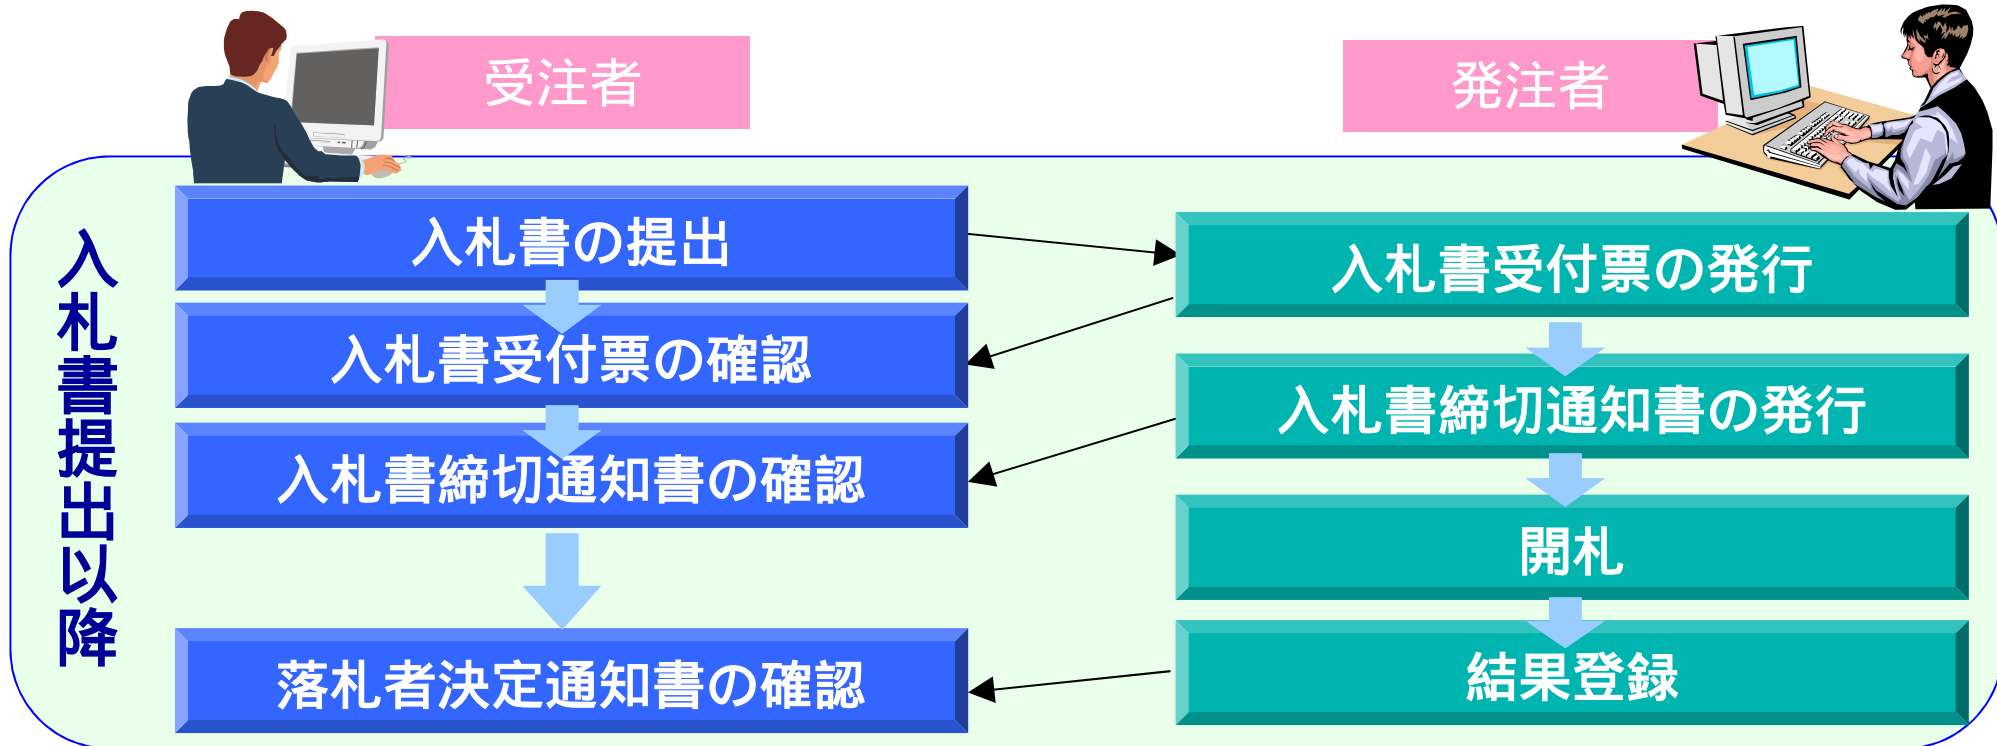 受注者
発注者
入札書提出以降
入札書の提出
入札書受付票の確認
入札書締切通知書の確認
落札者決定通知書の確認
入札書受付票の発行
入札書締切通知書の発行
開札
結果登録